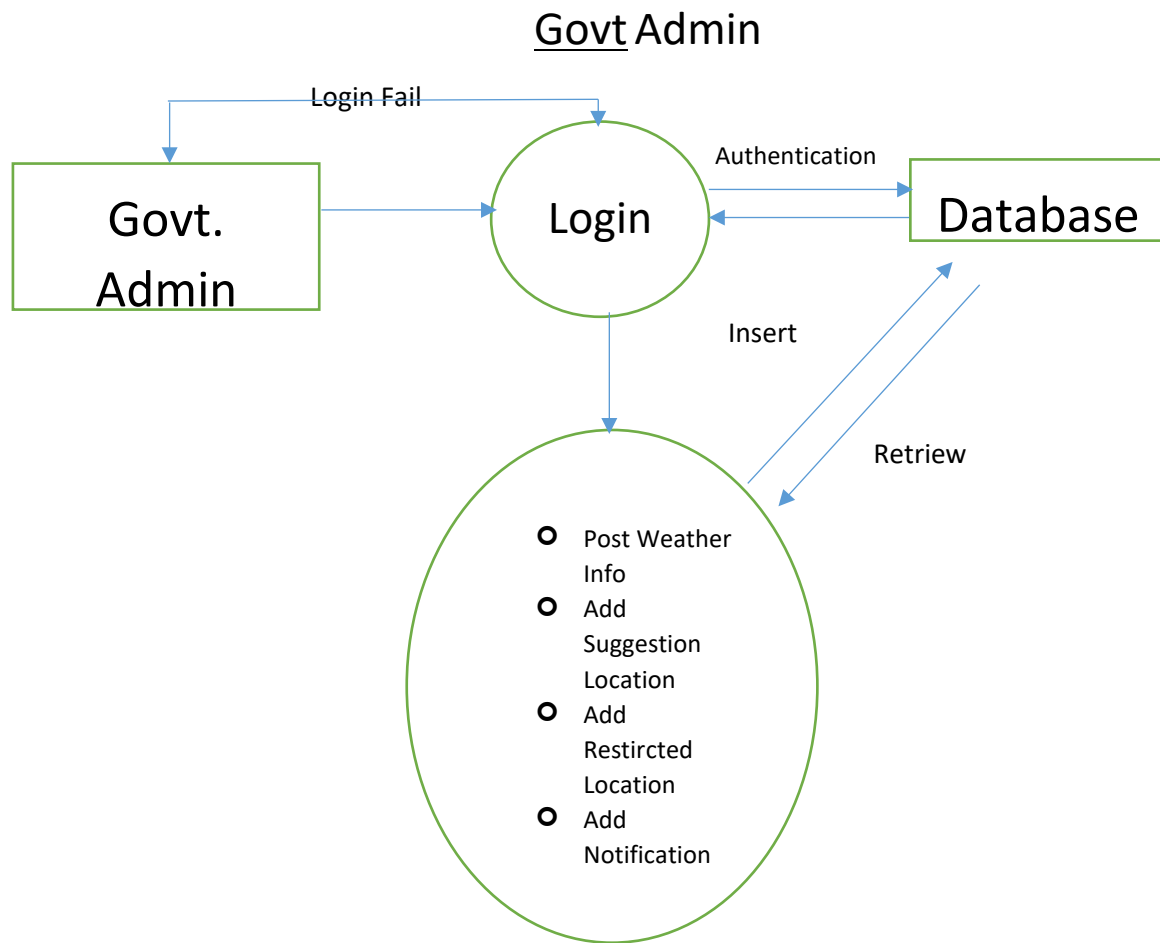 Govt Admin
Login Fail
Authentication
Govt.
Admin
Login
Database
Insert
Retriew
Post Weather
Info
Add
Suggestion
Location
Add
Restircted
Location
Add
Notification